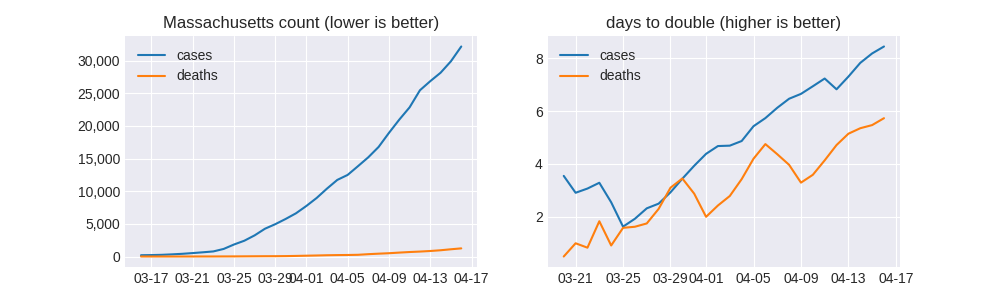 Massachusetts count (lower is better)
cases
deaths
30,000
25,000
20,000
15,000
10,000
5,000
0
03-17 03-21 03-25 03-29 04-01 04-05 04-09 04-13 04-17
days to double (higher is better)
cases
deaths
8
6
4
2
03-21 03-25 03-29 04-01 04-05 04-09 04-13 04-17